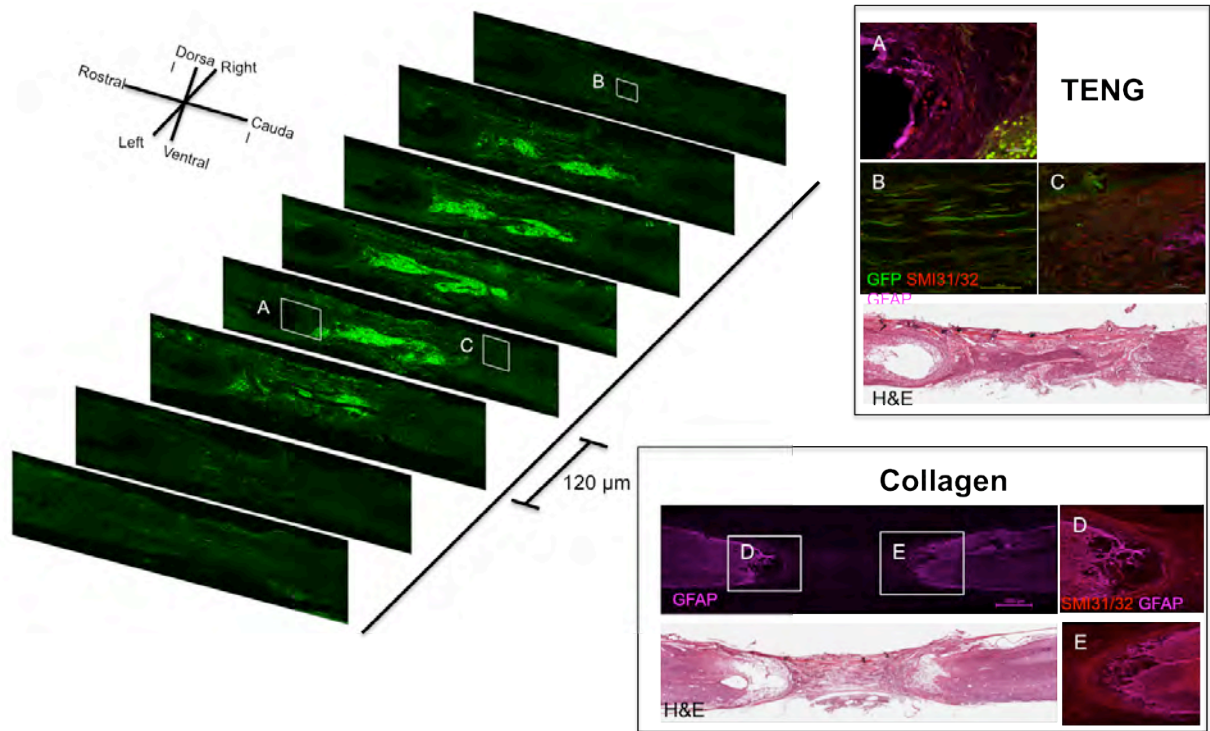 Dorsa
l
Right
Rostral
Cauda
l
Left
Ventral
B
A
C
120 µm
A
TENG
B
C
GFP SMI31/32
GFAP
H&E
Collagen
D
E
GFAP
D
SMI31/32 GFAP
H&E
E